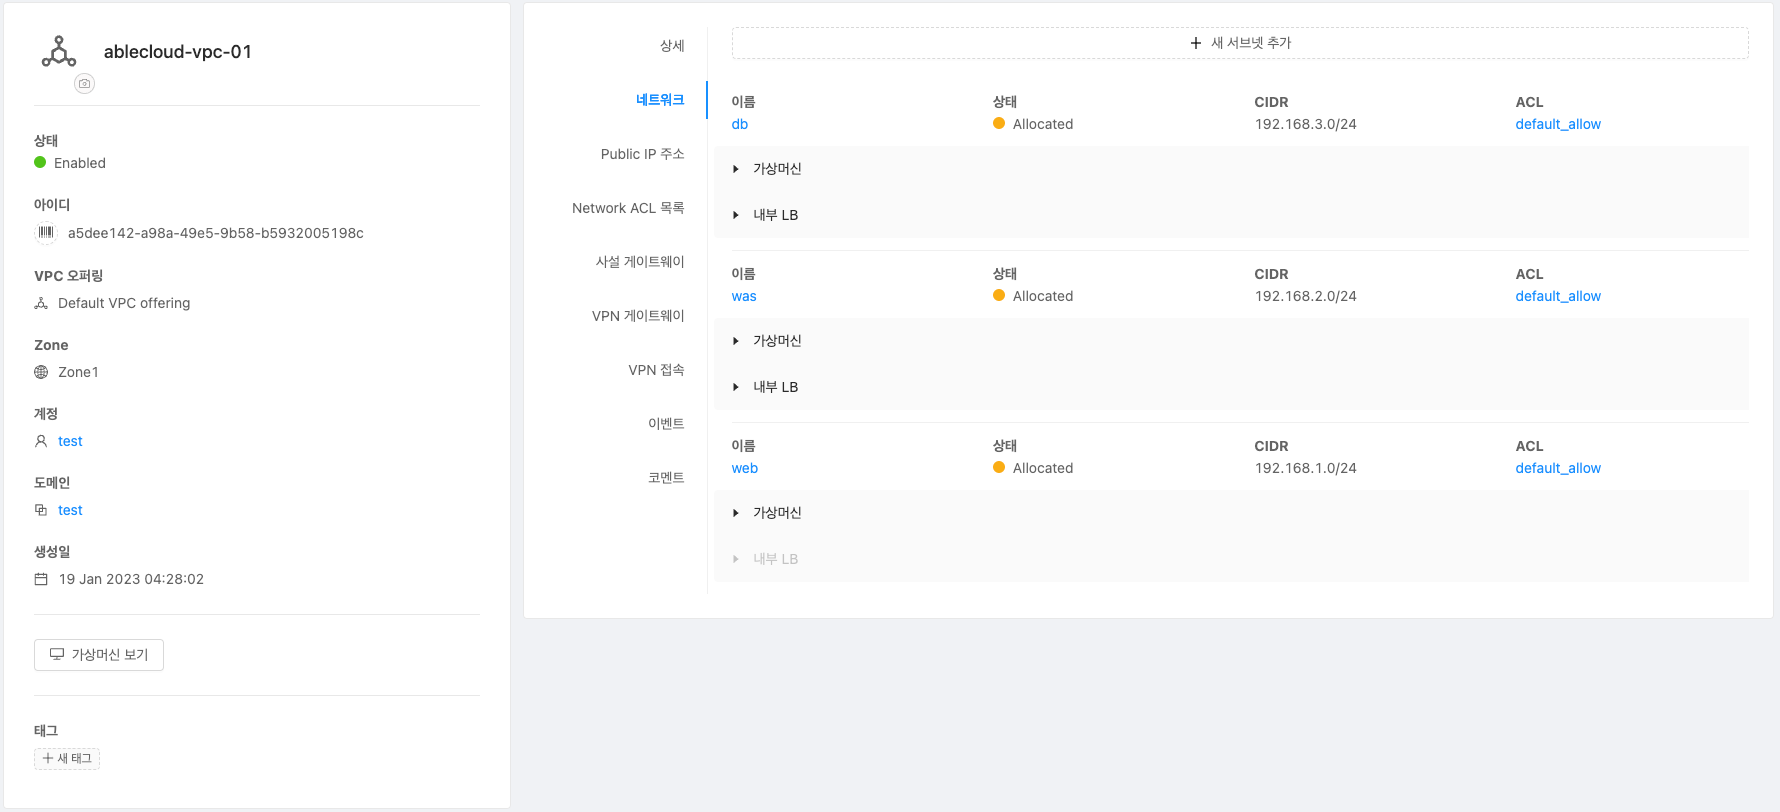 ablecloud-vpc-01
상태
Enabled
아이디
a5dee142-a98a-49e5-9b58-b5932005198c
VPC 오퍼링
Default VPC offering
Zone
Zone1
계정
test
도메인
test
생성일
19 Jan 2023 04:28:02
가상머신 보기
태그
+ 새 태그
상세
네트워크
Public IP 주소
Network ACL 목록
사설 게이트웨이
VPN 게이트웨이
VPN 접속
이벤트
코멘트
+ 새 서브넷 추가
이름 상태 CIDR ACL
db Allocated 192.168.3.0/24 default_allow
가상머신
내부 LB
이름 상태 CIDR ACL
was Allocated 192.168.2.0/24 default_allow
가상머신
내부 LB
이름 상태 CIDR ACL
web Allocated 192.168.1.0/24 default_allow
가상머신
내부 LB